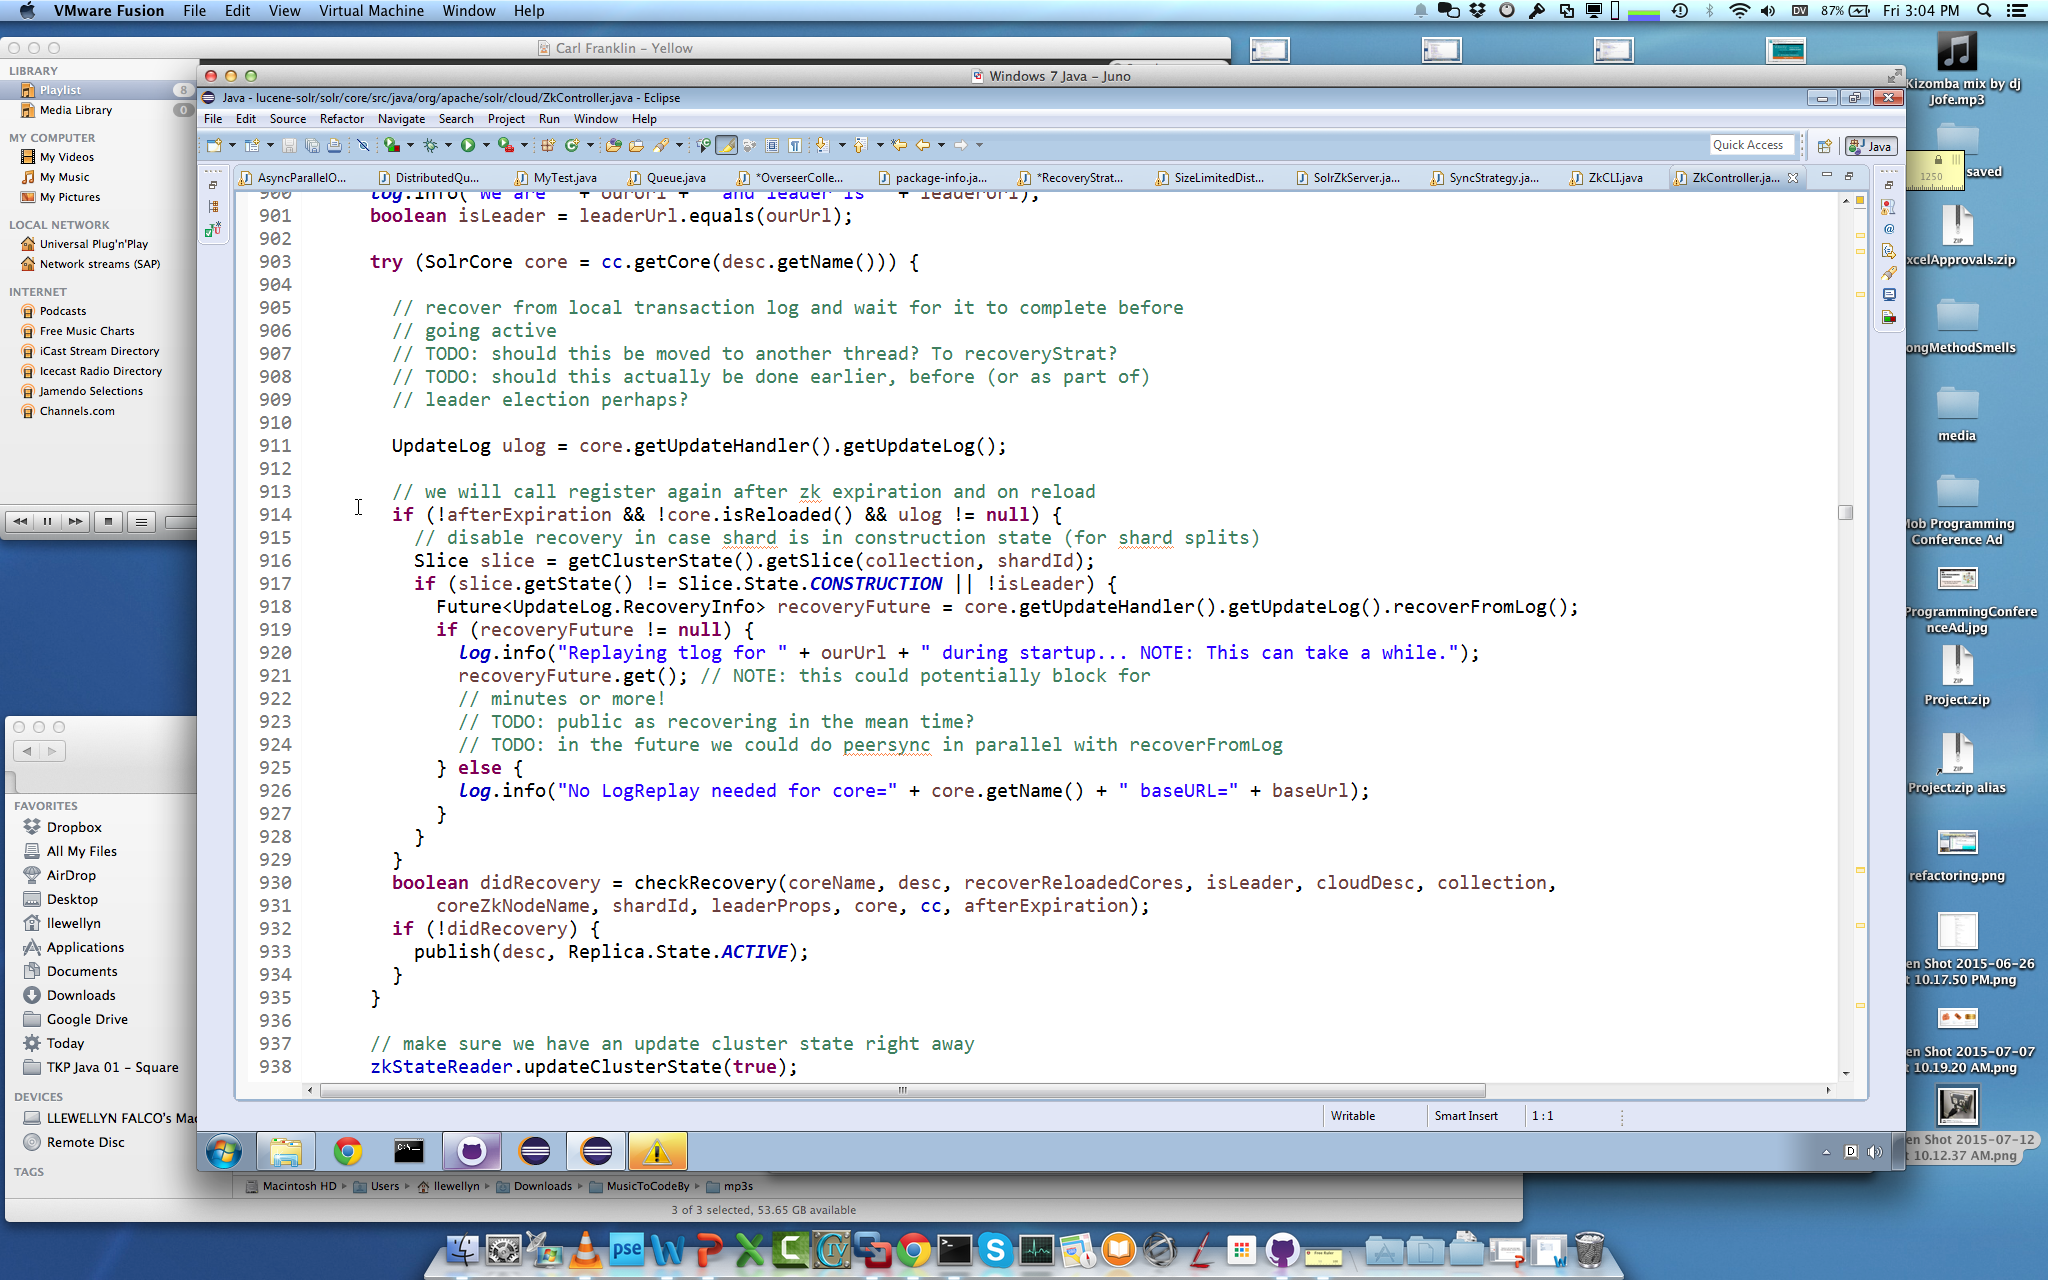 VMware Fusion File Edit View Virtual Machine Window Help
DV 87% Fri 3:04 PM
Carl Franklin – Yellow
LIBRARY
Playlist 8
Media Library 0
MY COMPUTER
My Videos
My Music
My Pictures
LOCAL NETWORK
Universal Plug'n'Play
Network streams (SAP)
INTERNET
Podcasts
Free Music Charts
iCast Stream Directory
Icecast Radio Directory
Jamendo Selections
Channels.com
FAVORITES
Dropbox
All My Files
AirDrop
Desktop
llewellyn
Applications
Documents
Downloads
Google Drive
Today
TKP Java 01 – Square
DEVICES
LLEWELLYN FALCO's Mac
Remote Disc
TAGS
Windows 7 Java – Juno
Java - lucene-solr/solr/core/src/java/org/apache/solr/cloud/ZkController.java - Eclipse
File Edit Source Refactor Navigate Search Project Run Window Help
Quick Access Java
AsyncParallelO... DistributedQu... MyTest.java Queue.java *OverseerColle... package-info.ja... *RecoveryStrat... SizeLimitedDist... SolrZkServer.ja... SyncStrategy.ja... ZkCLI.java ZkController.ja...
900 log.info("We are " + ourUrl + " and leader is " + leaderUrl);
901 boolean isLeader = leaderUrl.equals(ourUrl);
902
903 try (SolrCore core = cc.getCore(desc.getName())) {
904
905 // recover from local transaction log and wait for it to complete before
906 // going active
907 // TODO: should this be moved to another thread? To recoveryStrat?
908 // TODO: should this actually be done earlier, before (or as part of)
909 // leader election perhaps?
910
911 UpdateLog ulog = core.getUpdateHandler().getUpdateLog();
912
913 // we will call register again after zk expiration and on reload
914 if (!afterExpiration && !core.isReloaded() && ulog != null) {
915 // disable recovery in case shard is in construction state (for shard splits)
916 Slice slice = getClusterState().getSlice(collection, shardId);
917 if (slice.getState() != Slice.State.CONSTRUCTION || !isLeader) {
918 Future<UpdateLog.RecoveryInfo> recoveryFuture = core.getUpdateHandler().getUpdateLog().recoverFromLog();
919 if (recoveryFuture != null) {
920 log.info("Replaying tlog for " + ourUrl + " during startup... NOTE: This can take a while.");
921 recoveryFuture.get(); // NOTE: this could potentially block for
922 // minutes or more!
923 // TODO: public as recovering in the mean time?
924 // TODO: in the future we could do peersync in parallel with recoverFromLog
925 } else {
926 log.info("No LogReplay needed for core=" + core.getName() + " baseURL=" + baseUrl);
927 }
928 }
929 }
930 boolean didRecovery = checkRecovery(coreName, desc, recoverReloadedCores, isLeader, cloudDesc, collection,
931 coreZkNodeName, shardId, leaderProps, core, cc, afterExpiration);
932 if (!didRecovery) {
933 publish(desc, Replica.State.ACTIVE);
934 }
935 }
936
937 // make sure we have an update cluster state right away
938 zkStateReader.updateClusterState(true);
Writable Smart Insert 1 : 1
Macintosh HD Users llewellyn Downloads MusicToCodeBy mp3s
3 of 3 selected, 53.65 GB available
Kizomba mix by dj
Jofe.mp3
1250
saved
xcelApprovals.zip
ongMethodSmells
media
Mob Programming
Conference Ad
ProgrammingConfere
nceAd.jpg
Project.zip
Project.zip alias
refactoring.png
en Shot 2015-06-26
t 10.17.50 PM.png
en Shot 2015-07-07
t 10.19.20 AM.png
en Shot 2015-07-12
t 10.12.37 AM.png
pse